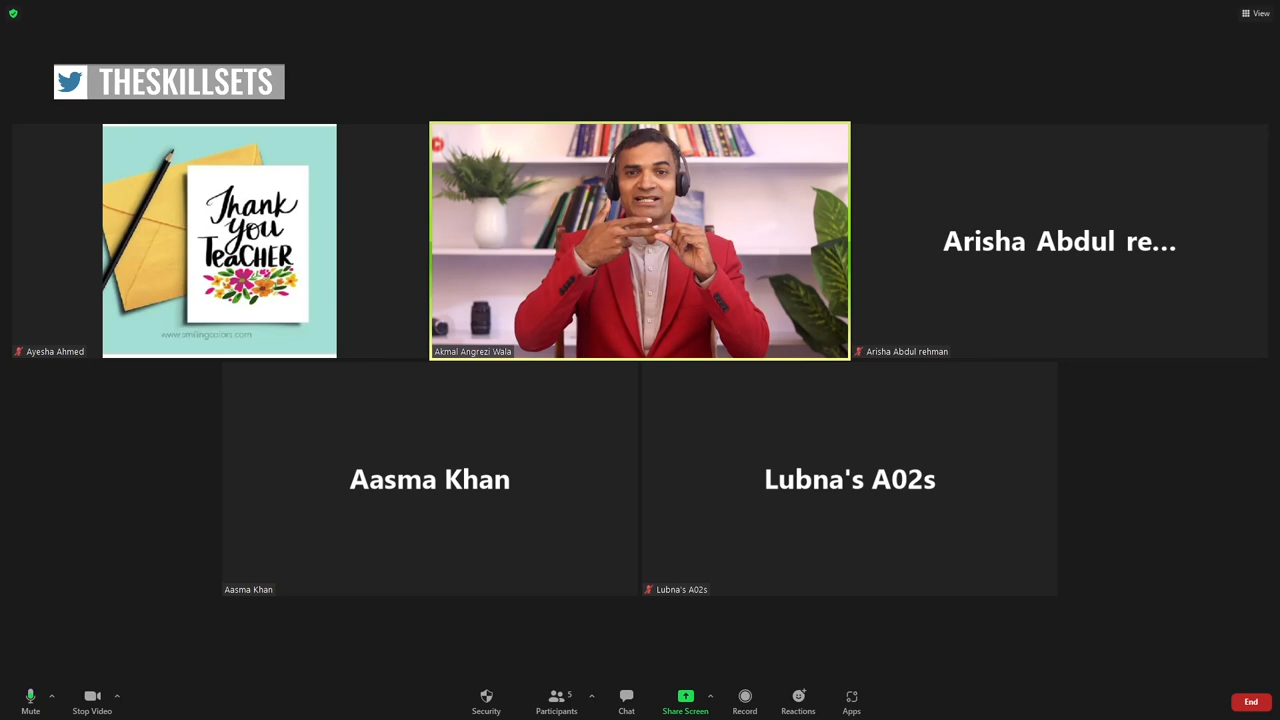 View
THESKILLSETS
Thank
you
TeacHER
www.smilingcolors.com
Ayesha Ahmed
Akmal Angrezi Wala
Arisha Abdul re...
Arisha Abdul rehman
Aasma Khan
Aasma Khan
Lubna's A02s
Lubna's A02s
Mute
Stop Video
Security
Participants 5
Chat
Share Screen
Record
Reactions
Apps
End